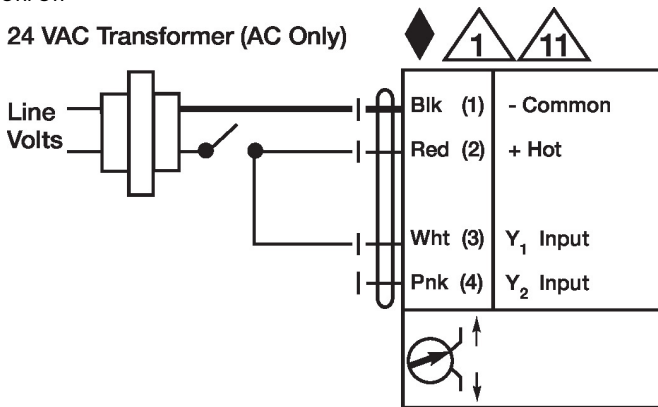 24 VAC Transformer (AC Only)
1
11
Line
Volts
Blk (1) - Common
Red (2) + Hot
Wht (3) Y1 Input
Pnk (4) Y2 Input